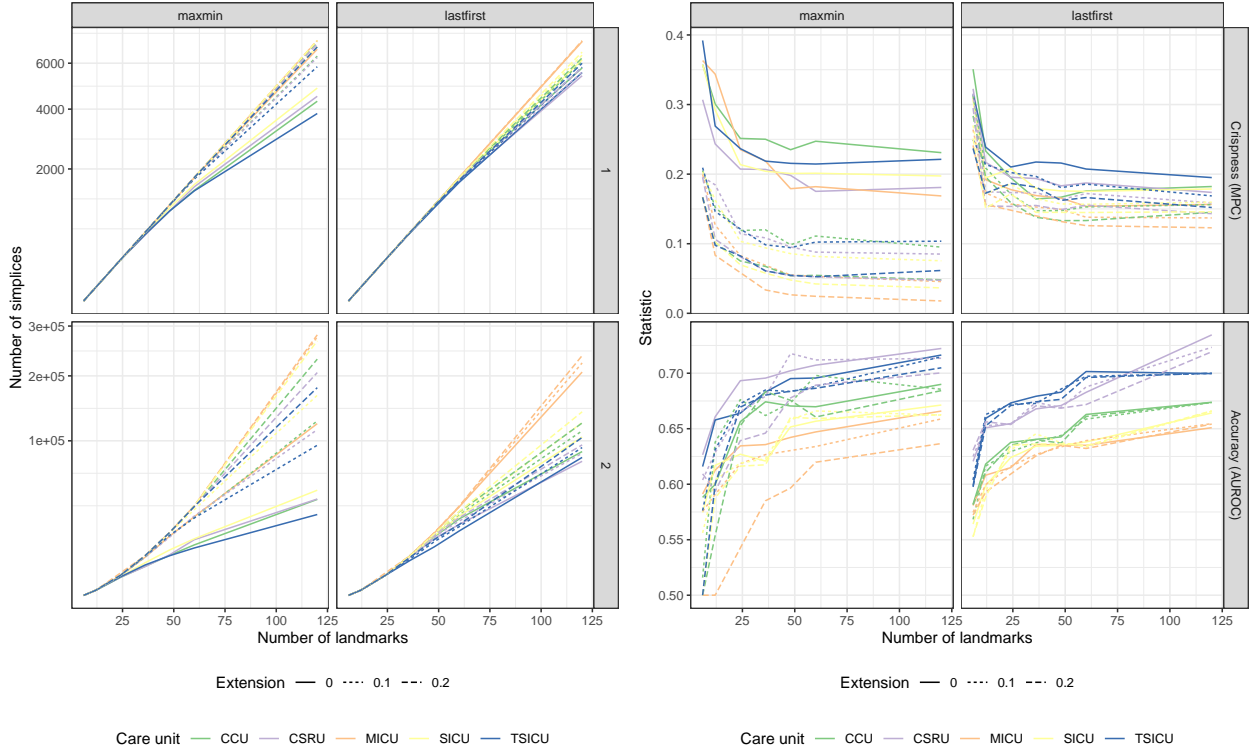 maxmin
lastfirst
6000
4000
2000
1
3e+05
2e+05
1e+05
2
Number of simplices
25
50
75
100
125
25
50
75
100
125
Number of landmarks
Extension 0 0.1 0.2
Care unit CCU CSRU MICU SICU TSICU
maxmin
lastfirst
0.4
0.3
0.2
0.1
0.0
Crispness (MPC)
Statistic
0.70
0.65
0.60
0.55
0.50
Accuracy (AUROC)
25
50
75
100
125
25
50
75
100
125
Number of landmarks
Extension 0 0.1 0.2
Care unit CCU CSRU MICU SICU TSICU